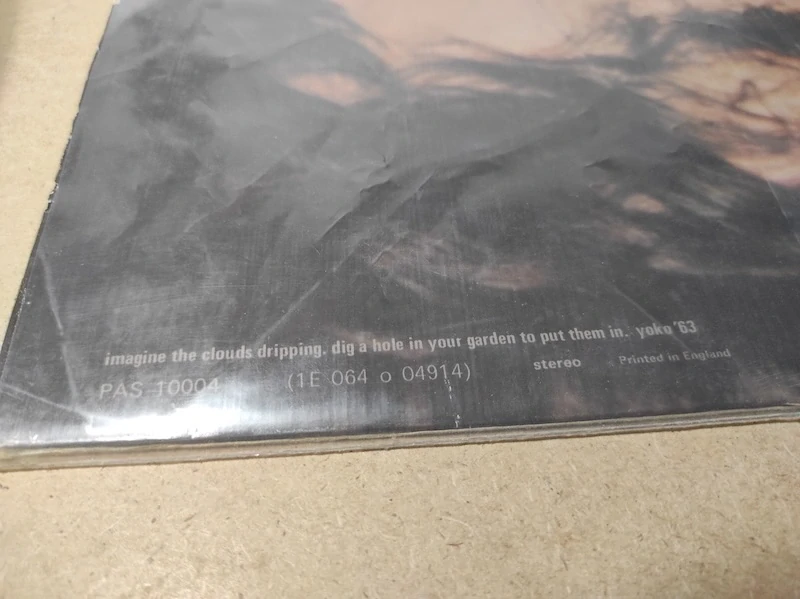 imagine the clouds dripping. dig a hole in your garden to put them in. yoko '63
PAS 10004 (1E 064 o 04914) stereo Printed in England